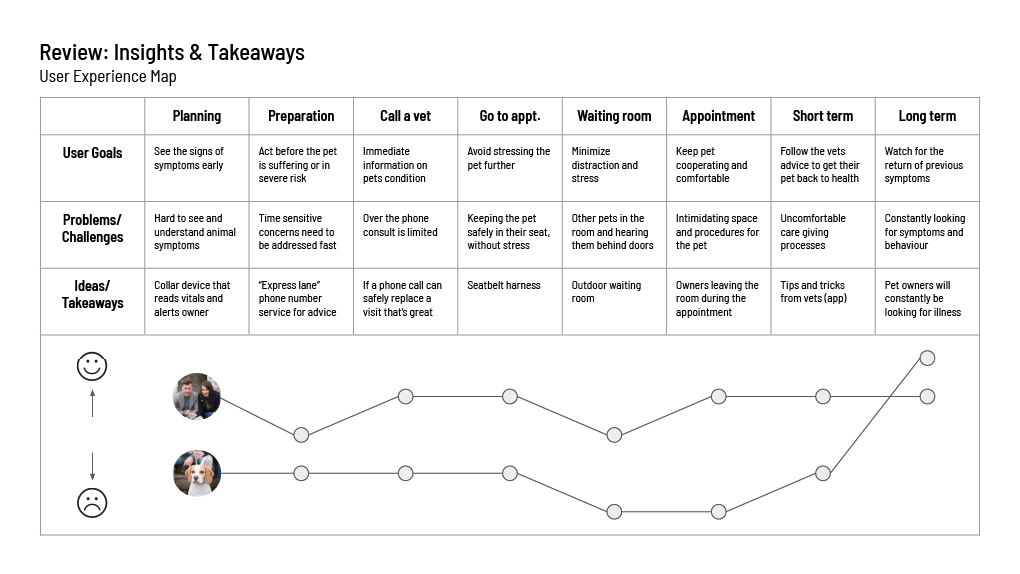 Review: Insights & Takeaways
User Experience Map
Planning
Preparation
Call a vet
Go to appt.
Waiting room
Appointment
Short term
Long term
User Goals
See the signs of
symptoms early
Act before the pet
is suffering or in
severe risk
Immediate
information on
pets condition
Avoid stressing the
pet further
Minimize
distraction and
stress
Keep pet
cooperating and
comfortable
Follow the vets
advice to get their
pet back to health
Watch for the
return of previous
symptoms
Problems/
Challenges
Hard to see and
understand animal
symptoms
Time sensitive
concerns need to
be addressed fast
Over the phone
consult is limited
Keeping the pet
safely in their seat,
without stress
Other pets in the
room and hearing
them behind doors
Intimidating space
and procedures for
the pet
Uncomfortable
care giving
processes
Constantly looking
for symptoms and
behaviour
Ideas/
Takeaways
Collar device that
reads vitals and
alerts owner
“Express lane”
phone number
service for advice
If a phone call can
safely replace a
visit that’s great
Seatbelt harness
Outdoor waiting
room
Owners leaving the
room during the
appointment
Tips and tricks
from vets (app)
Pet owners will
constantly be
looking for illness